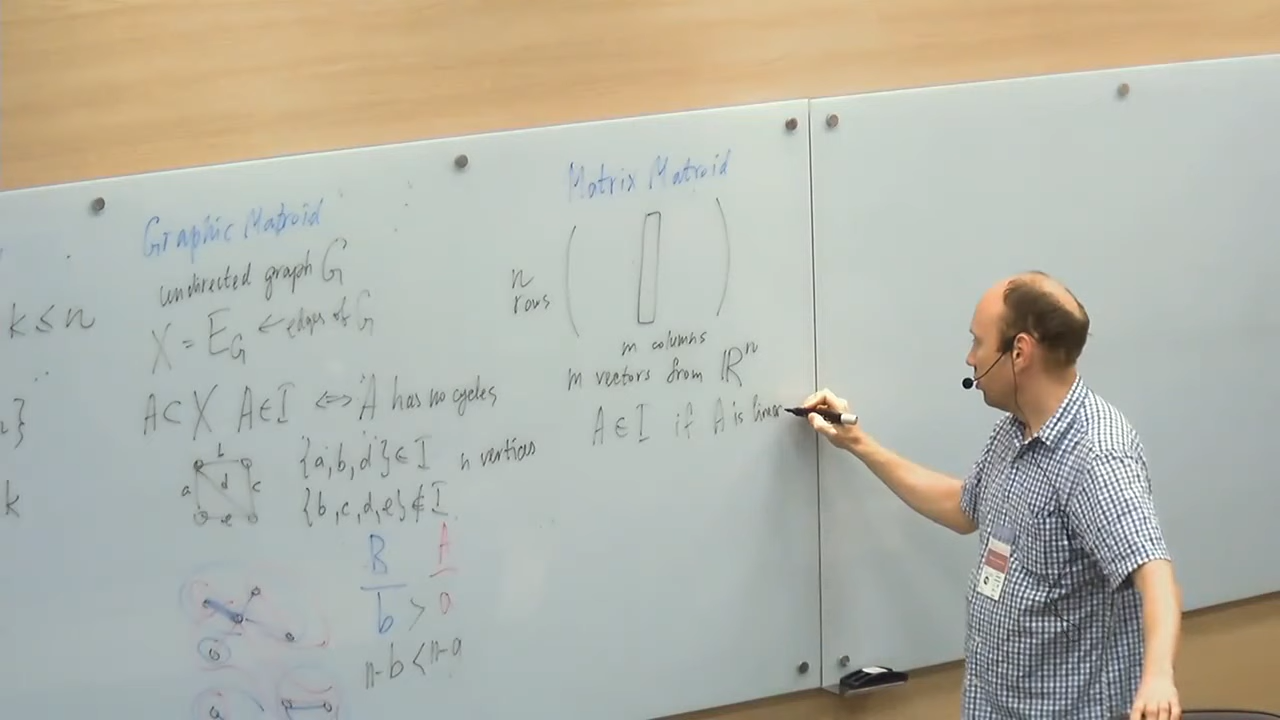 k ≤ n
n}
k
Graphic Matroid
undirected graph G
X = E_G ← edges of G
A ⊂ X A ∈ I ⟺ A has no cycles
b
a
d
c
e
{a, b, d} ∈ I n vertices
{b, c, d, e} ∉ I
B A
b > a
n-b < n-a
Matrix Matroid
n
rows
m columns
m vectors from ℝⁿ
A ∈ I if A is linear